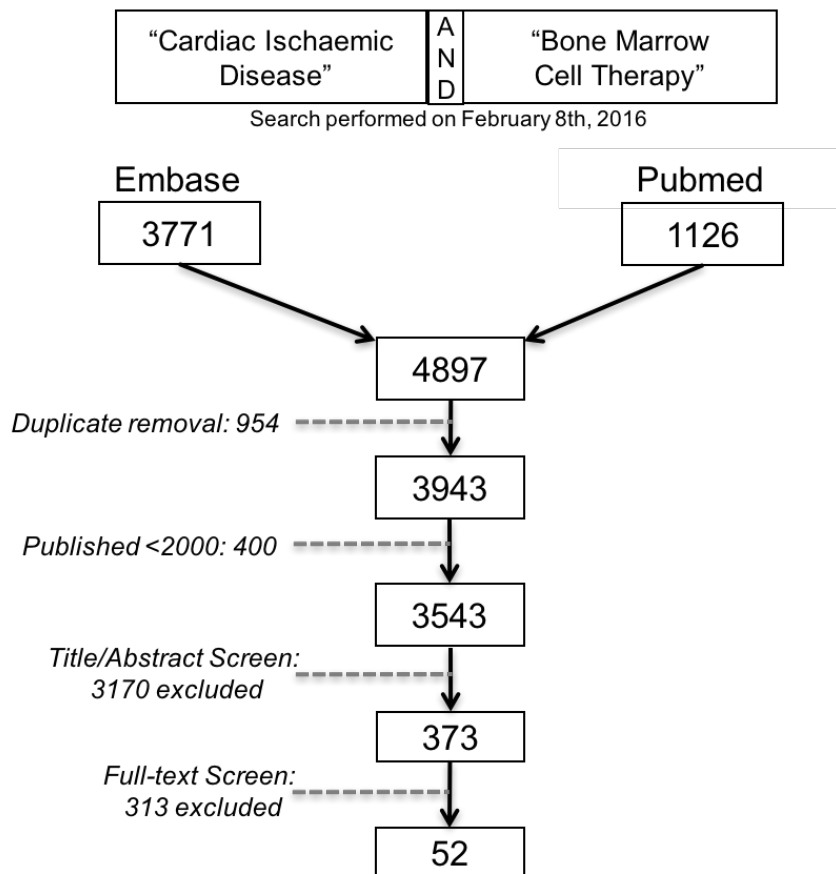 “Cardiac Ischaemic
Disease”
A
N
D
“Bone Marrow
Cell Therapy”
Search performed on February 8th, 2016
Embase
Pubmed
3771
1126
4897
Duplicate removal: 954
3943
Published <2000: 400
3543
Title/Abstract Screen:
3170 excluded
373
Full-text Screen:
313 excluded
52